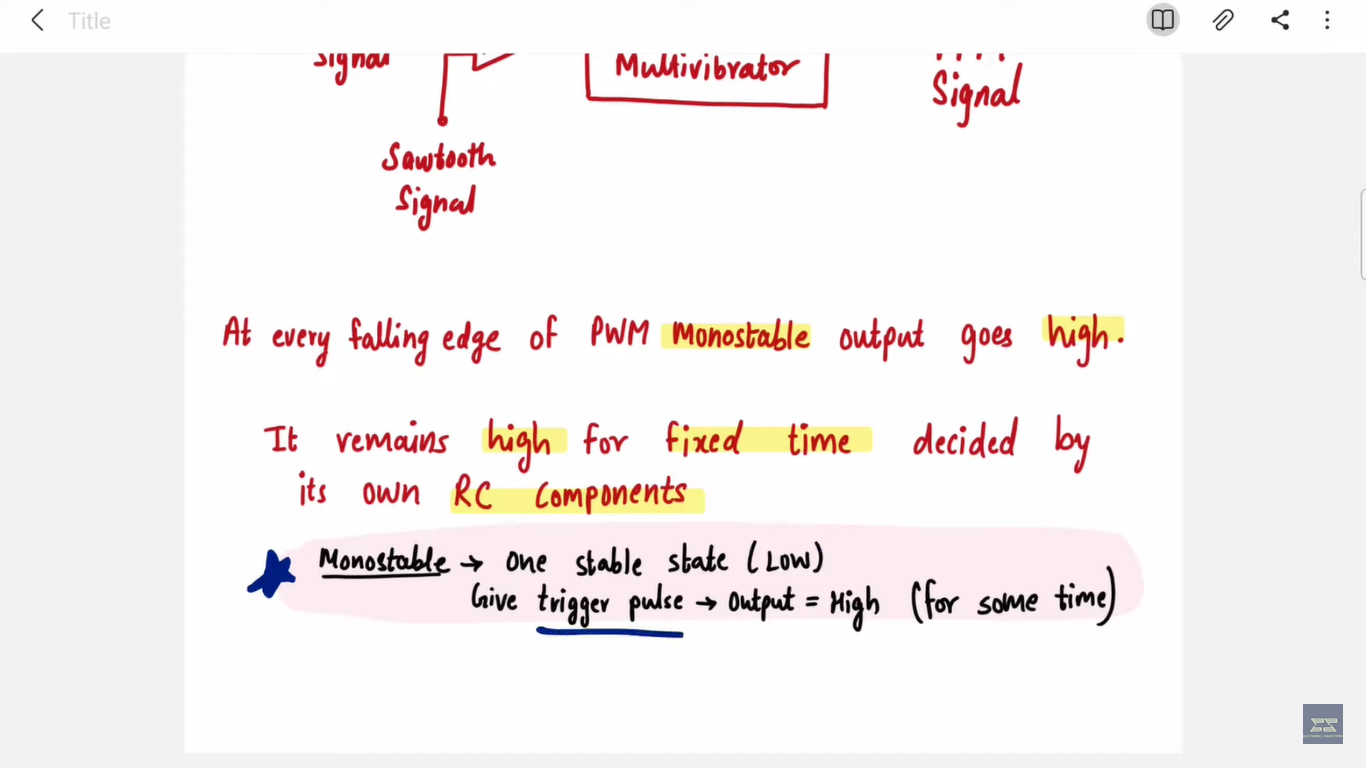 Title
Signal
Multivibrator
Signal
Sawtooth
Signal
At every falling edge of PWM Monostable output goes high.
It remains high for fixed time decided by
its own RC Components
Monostable → One stable state (Low)
Give trigger pulse → Output = High (for some time)